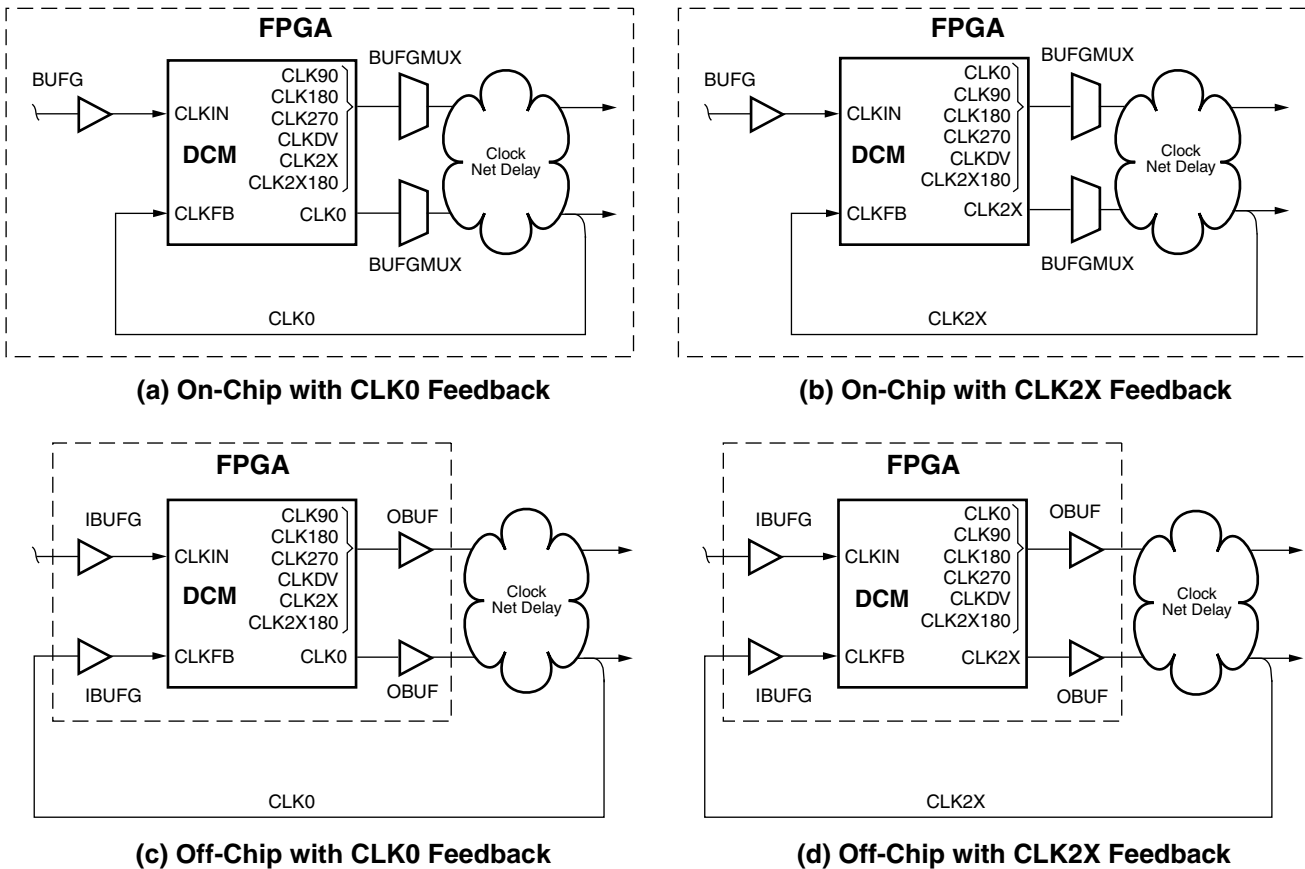 FPGA
BUFG
CLKIN
DCM
CLKFB
CLK90
CLK180
CLK270
CLKDV
CLK2X
CLK2X180
CLK0
BUFGMUX
BUFGMUX
Clock
Net Delay
CLK0
(a) On-Chip with CLK0 Feedback
FPGA
BUFG
CLKIN
DCM
CLKFB
CLK0
CLK90
CLK180
CLK270
CLKDV
CLK2X180
CLK2X
BUFGMUX
BUFGMUX
Clock
Net Delay
CLK2X
(b) On-Chip with CLK2X Feedback
FPGA
IBUFG
IBUFG
CLKIN
DCM
CLKFB
CLK90
CLK180
CLK270
CLKDV
CLK2X
CLK2X180
CLK0
OBUF
OBUF
Clock
Net Delay
CLK0
(c) Off-Chip with CLK0 Feedback
FPGA
IBUFG
IBUFG
CLKIN
DCM
CLKFB
CLK0
CLK90
CLK180
CLK270
CLKDV
CLK2X180
CLK2X
OBUF
OBUF
Clock
Net Delay
CLK2X
(d) Off-Chip with CLK2X Feedback